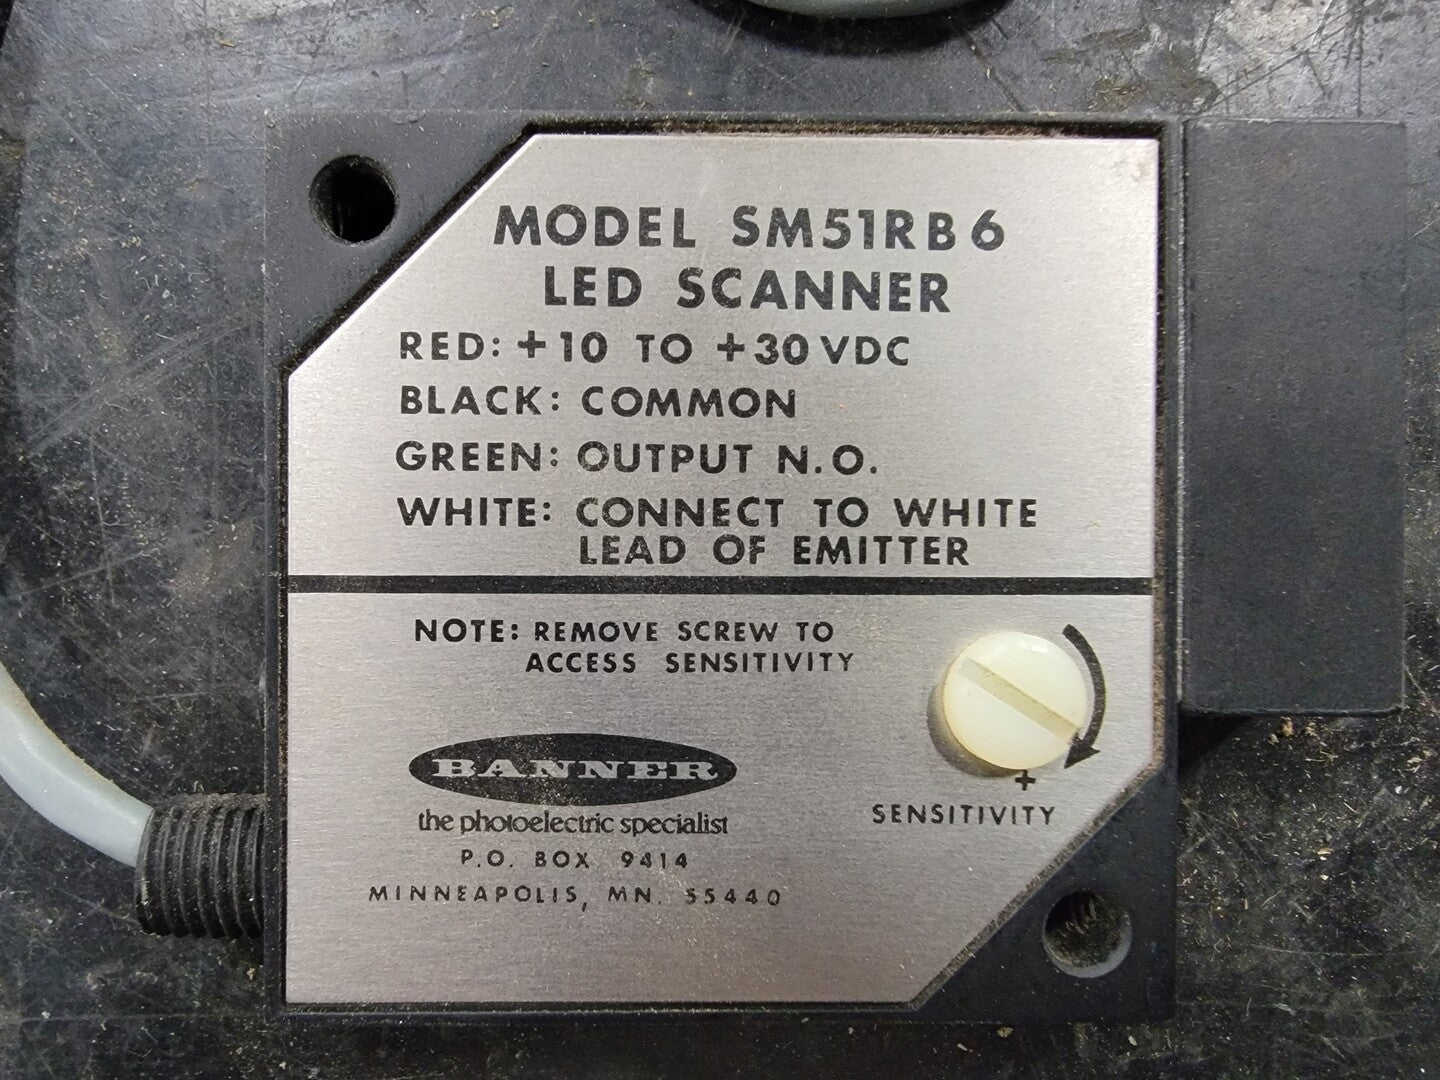 MODEL SM51RB6
LED SCANNER
RED: +10 TO +30 VDC
BLACK: COMMON
GREEN: OUTPUT N.O.
WHITE: CONNECT TO WHITE
LEAD OF EMITTER
NOTE: REMOVE SCREW TO
ACCESS SENSITIVITY
+
SENSITIVITY
BANNER
the photoelectric specialist
P.O. BOX 9414
MINNEAPOLIS, MN. 55440